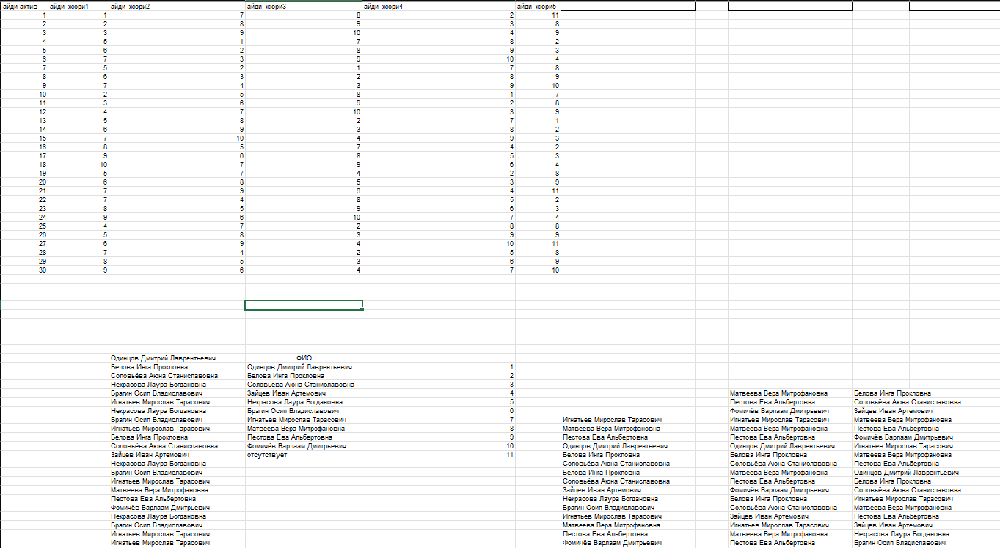 айди актив айди_жюри1 айди_жюри2 айди_жюри3 айди_жюри4 айди_жюри5
1 1 7 8 2 11
2 2 8 9 3 8
3 3 9 10 4 9
4 5 1 7 8 2
5 6 2 8 9 3
6 7 3 9 10 4
7 5 2 1 7 8
8 6 3 2 8 9
9 7 4 3 9 10
10 2 5 8 1 7
11 3 6 9 2 8
12 4 7 10 3 9
13 5 8 2 7 1
14 6 9 3 8 2
15 7 10 4 9 3
16 8 5 7 4 2
17 9 6 8 5 3
18 10 7 9 6 4
19 5 7 4 2 8
20 6 8 5 3 9
21 7 9 6 4 11
22 7 4 8 5 2
23 8 5 9 6 3
24 9 6 10 7 4
25 4 7 2 8 8
26 5 8 3 9 9
27 6 9 4 10 11
28 7 4 2 5 8
29 8 5 3 6 9
30 9 6 4 7 10
Одинцов Дмитрий Лаврентьевич ФИО
Белова Инга Прокловна Одинцов Дмитрий Лаврентьевич 1
Соловьёва Аюна Станиславовна Белова Инга Прокловна 2
Некрасова Лаура Богдановна Соловьёва Аюна Станиславовна 3
Брагин Осип Владиславович Зайцев Иван Артемович 4 Матвеева Вера Митрофановна Белова Инга Прокловна
Игнатьев Мирослав Тарасович Некрасова Лаура Богдановна 5 Пестова Ева Альбертовна Соловьёва Аюна Станиславовна
Некрасова Лаура Богдановна Брагин Осип Владиславович 6 Фомичёв Варлаам Дмитрьевич Зайцев Иван Артемович
Брагин Осип Владиславович Игнатьев Мирослав Тарасович 7 Игнатьев Мирослав Тарасович Игнатьев Мирослав Тарасович Матвеева Вера Митрофановна
Игнатьев Мирослав Тарасович Матвеева Вера Митрофановна 8 Матвеева Вера Митрофановна Матвеева Вера Митрофановна Пестова Ева Альбертовна
Белова Инга Прокловна Пестова Ева Альбертовна 9 Пестова Ева Альбертовна Пестова Ева Альбертовна Фомичёв Варлаам Дмитрьевич
Соловьёва Аюна Станиславовна Фомичёв Варлаам Дмитрьевич 10 Одинцов Дмитрий Лаврентьевич Одинцов Дмитрий Лаврентьевич Игнатьев Мирослав Тарасович
Зайцев Иван Артемович отсутствует 11 Белова Инга Прокловна Белова Инга Прокловна Матвеева Вера Митрофановна
Некрасова Лаура Богдановна Соловьёва Аюна Станиславовна Соловьёва Аюна Станиславовна Пестова Ева Альбертовна
Брагин Осип Владиславович Белова Инга Прокловна Матвеева Вера Митрофановна Одинцов Дмитрий Лаврентьевич
Игнатьев Мирослав Тарасович Соловьёва Аюна Станиславовна Пестова Ева Альбертовна Белова Инга Прокловна
Матвеева Вера Митрофановна Зайцев Иван Артемович Фомичёв Варлаам Дмитрьевич Соловьёва Аюна Станиславовна
Пестова Ева Альбертовна Некрасова Лаура Богдановна Белова Инга Прокловна Игнатьев Мирослав Тарасович
Фомичёв Варлаам Дмитрьевич Брагин Осип Владиславович Соловьёва Аюна Станиславовна Матвеева Вера Митрофановна
Некрасова Лаура Богдановна Игнатьев Мирослав Тарасович Зайцев Иван Артемович Пестова Ева Альбертовна
Брагин Осип Владиславович Матвеева Вера Митрофановна Игнатьев Мирослав Тарасович Зайцев Иван Артемович
Игнатьев Мирослав Тарасович Пестова Ева Альбертовна Матвеева Вера Митрофановна Некрасова Лаура Богдановна
Игнатьев Мирослав Тарасович Фомичёв Варлаам Дмитрьевич Пестова Ева Альбертовна Брагин Осип Владиславович